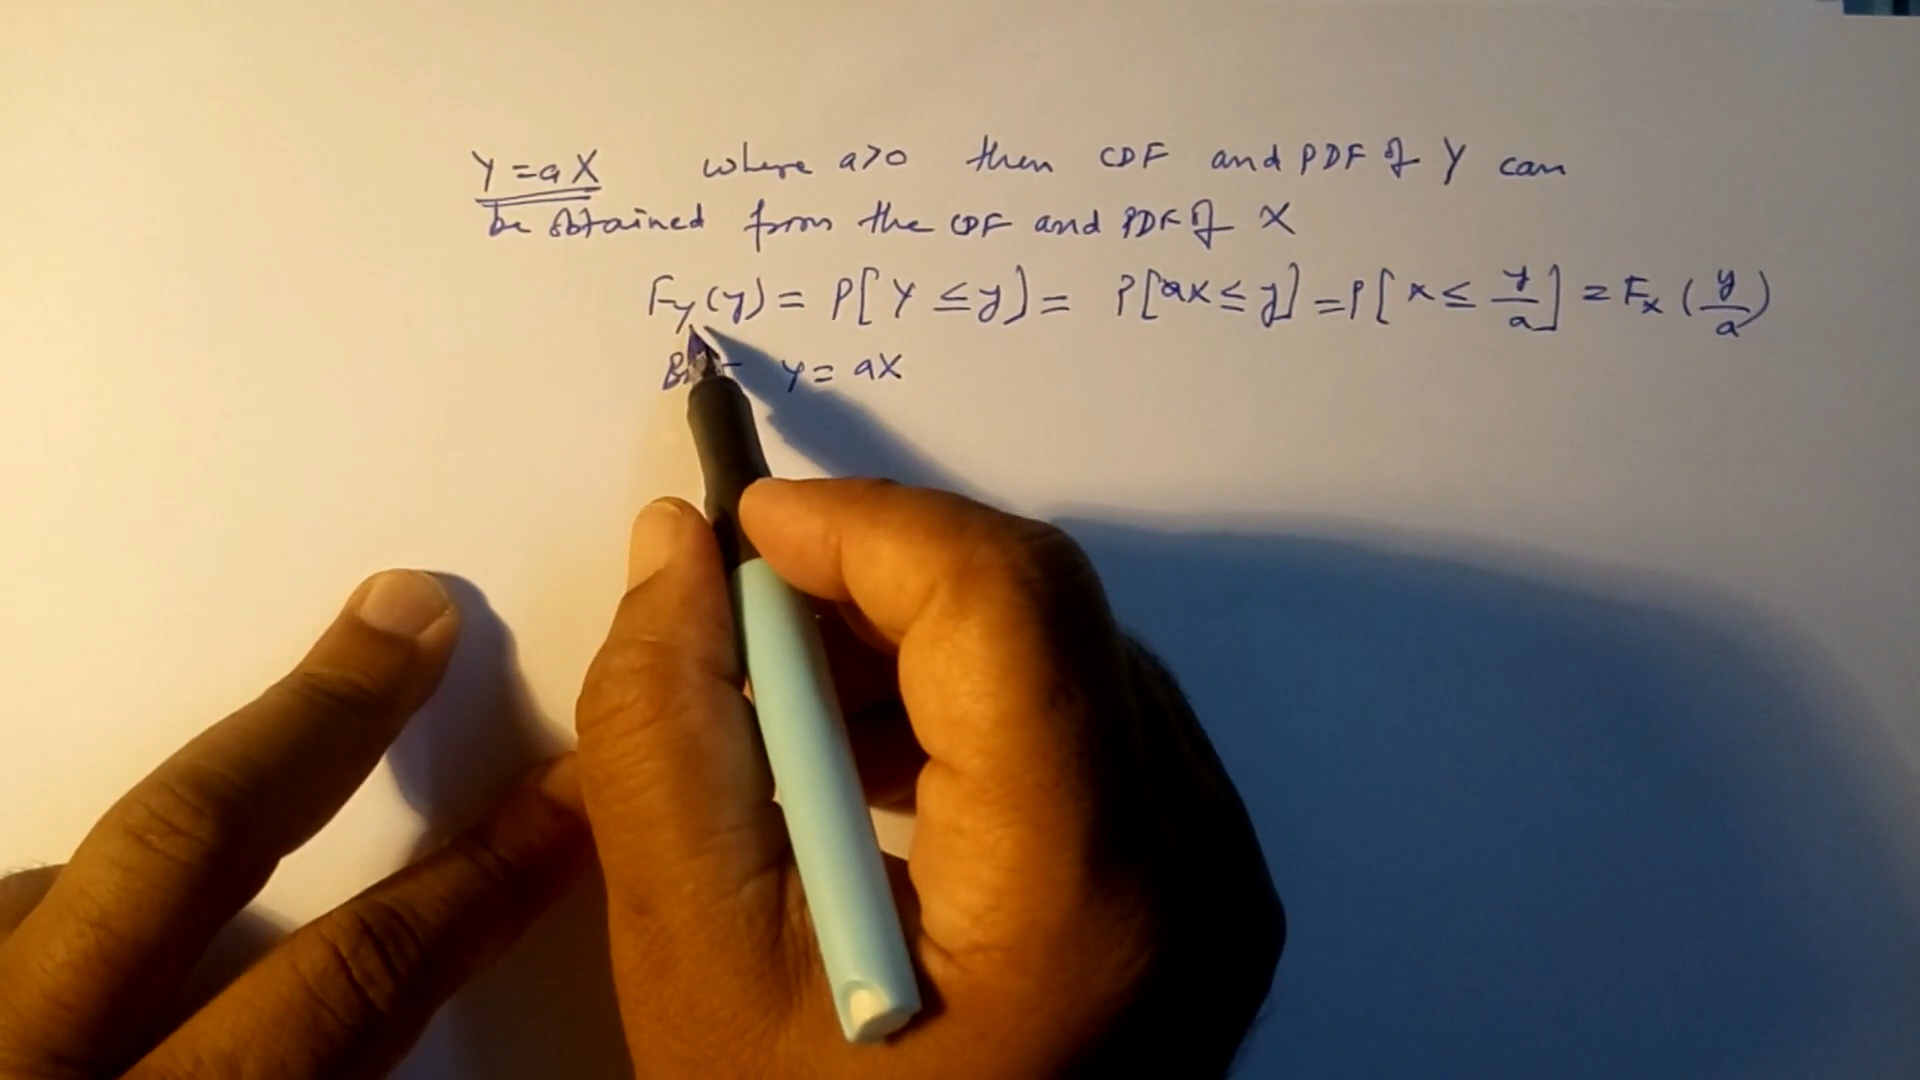 Y = aX where a>0 then CDF and PDF of Y can
be obtained from the CDF and PDF of X
Fy(y) = P[Y ≤ y] = P[ax ≤ y] = P[x ≤ y/a] = Fx(y/a)
y = aX